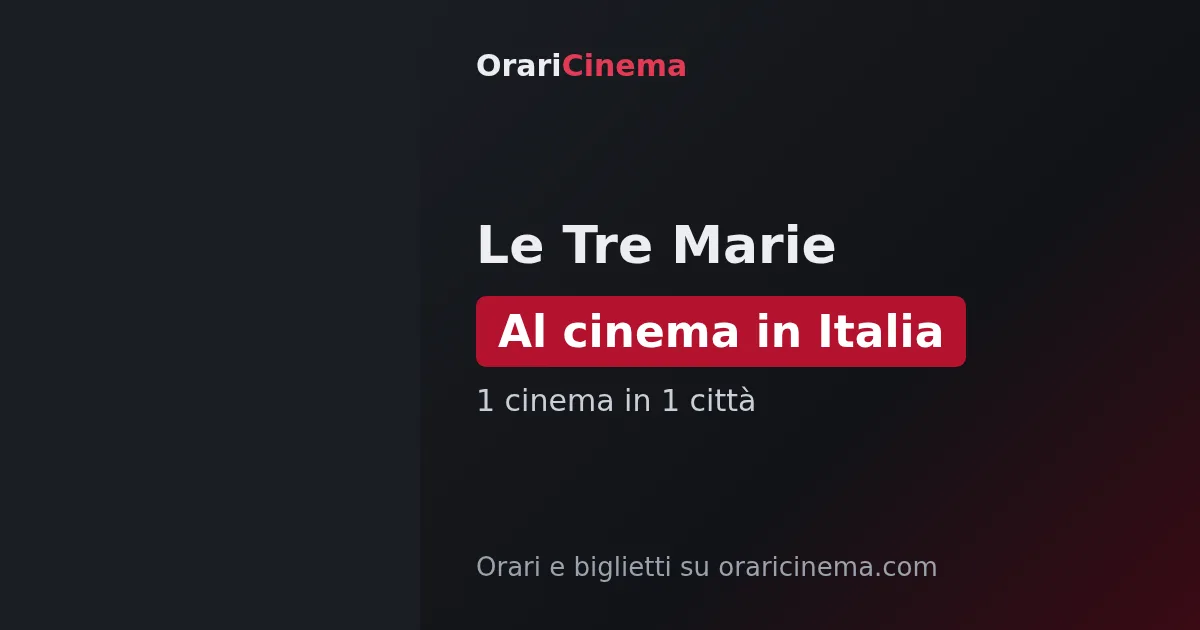 OrariCinema
Le Tre Marie
Al cinema in Italia
1 cinema in 1 città
Orari e biglietti su oraricinema.com